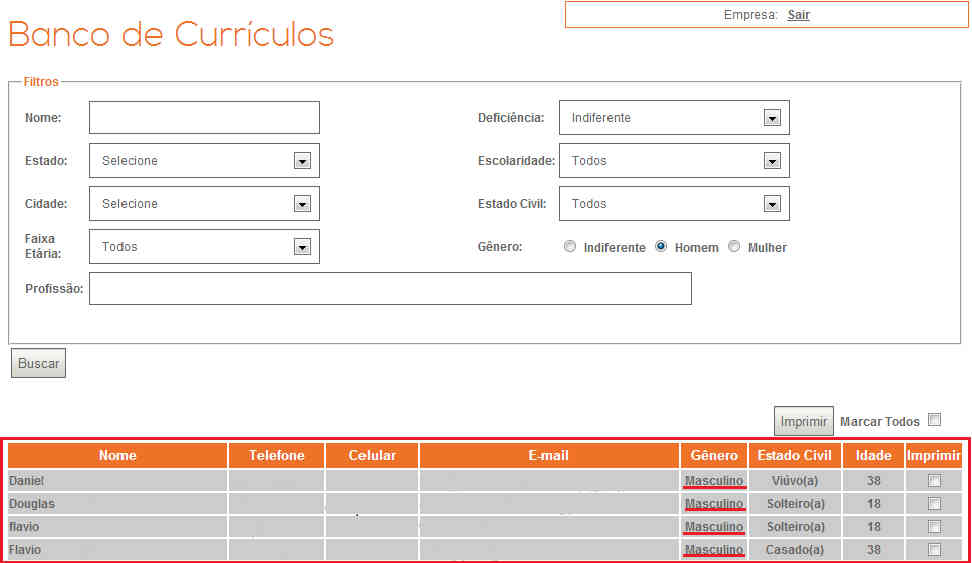 Empresa: Sair
Banco de Currículos
Filtros
Nome:
Deficiência: Indiferente
Estado: Selecione
Escolaridade: Todos
Cidade: Selecione
Estado Civil: Todos
Faixa Etária: Todos
Gênero: Indiferente Homem Mulher
Profissão:
Buscar
Imprimir Marcar Todos
Nome Telefone Celular E-mail Gênero Estado Civil Idade Imprimir
Daniel Masculino Viúvo(a) 38
Douglas Masculino Solteiro(a) 18
flavio Masculino Solteiro(a) 18
Flavio Masculino Casado(a) 38